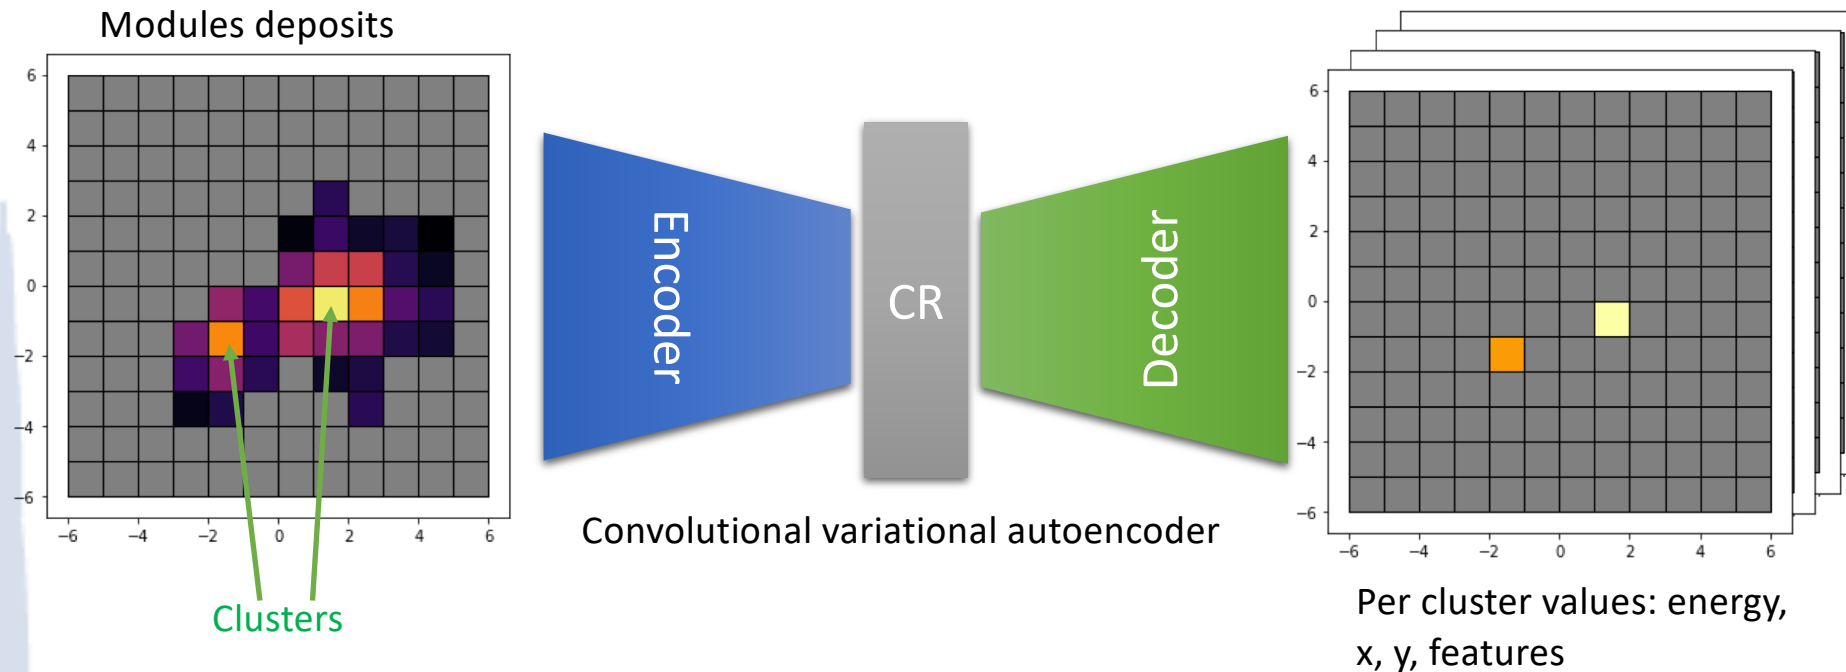 Modules deposits
6
4
2
0
−2
−4
−6
−6 −4 −2 0 2 4 6
Clusters
Encoder
CR
Decoder
Convolutional variational autoencoder
6
4
2
0
−2
−4
−6
−6 −4 −2 0 2 4 6
Per cluster values: energy,
x, y, features